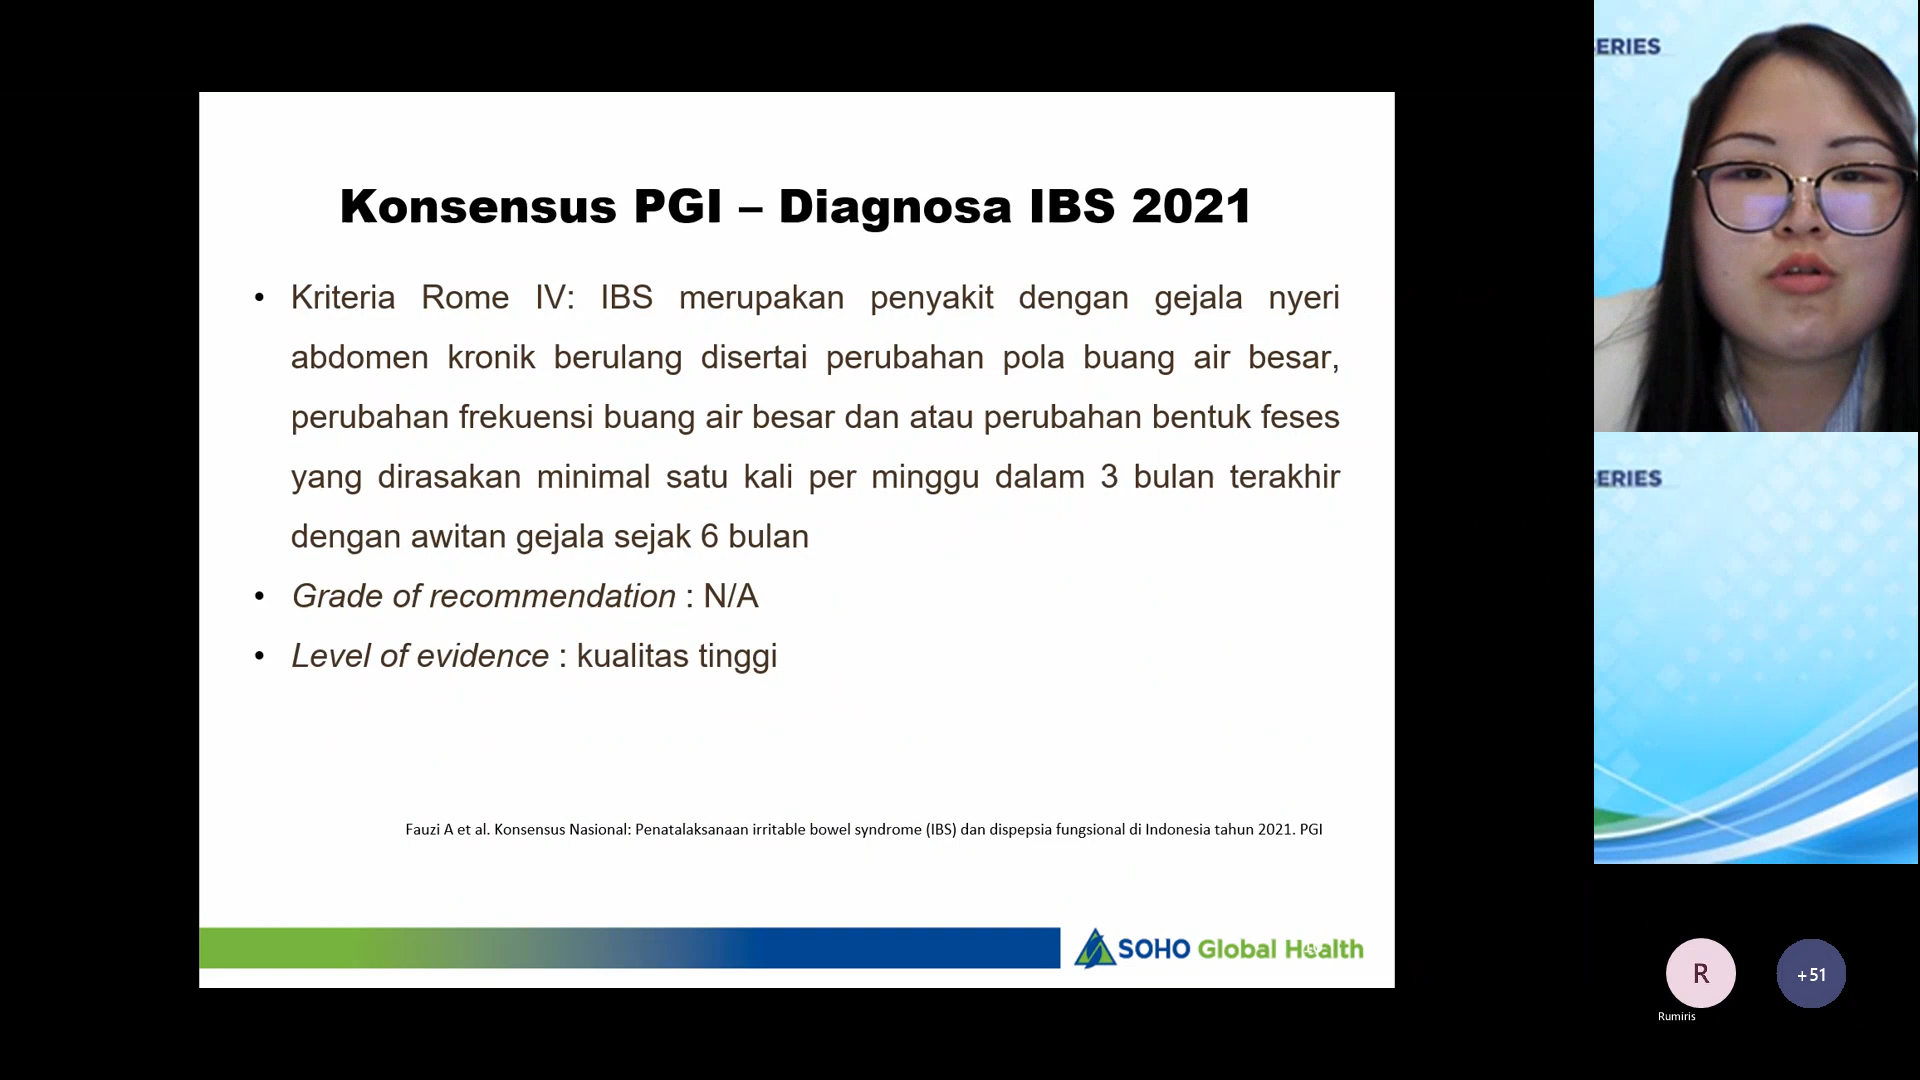 Konsensus PGI – Diagnosa IBS 2021
• Kriteria Rome IV: IBS merupakan penyakit dengan gejala nyeri
abdomen kronik berulang disertai perubahan pola buang air besar,
perubahan frekuensi buang air besar dan atau perubahan bentuk feses
yang dirasakan minimal satu kali per minggu dalam 3 bulan terakhir
dengan awitan gejala sejak 6 bulan
• Grade of recommendation : N/A
• Level of evidence : kualitas tinggi
Fauzi A et al. Konsensus Nasional: Penatalaksanaan irritable bowel syndrome (IBS) dan dispepsia fungsional di Indonesia tahun 2021. PGI
SOHO Global Health
ERIES
ERIES
R
Rumiris
+51